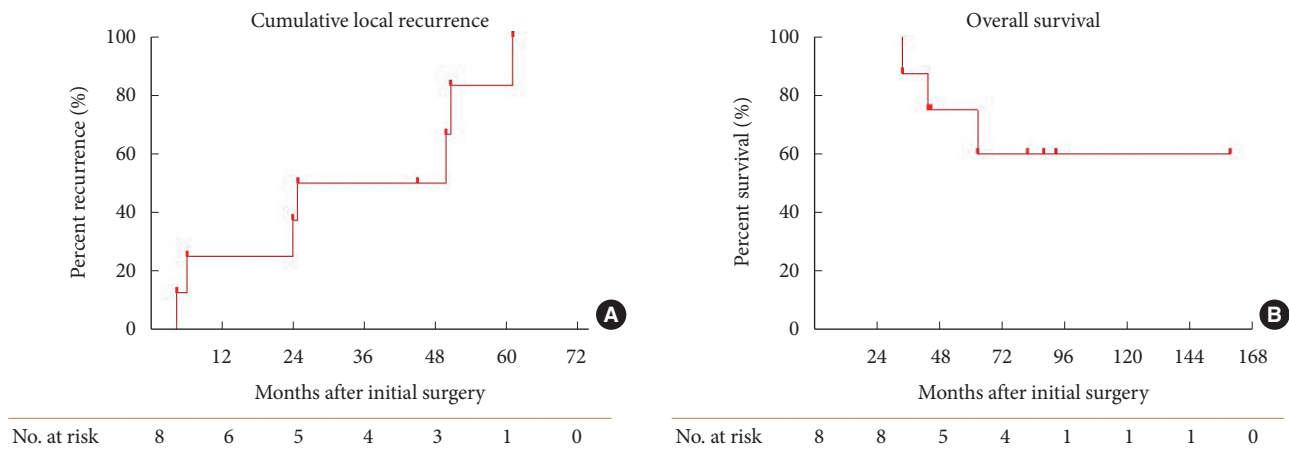 Cumulative local recurrence
100
80
60
40
20
0
Percent recurrence (%)
12 24 36 48 60 72
Months after initial surgery
A
No. at risk 8 6 5 4 3 1 0
Overall survival
100
80
60
40
20
0
Percent survival (%)
24 48 72 96 120 144 168
Months after initial surgery
B
No. at risk 8 8 5 4 1 1 1 0